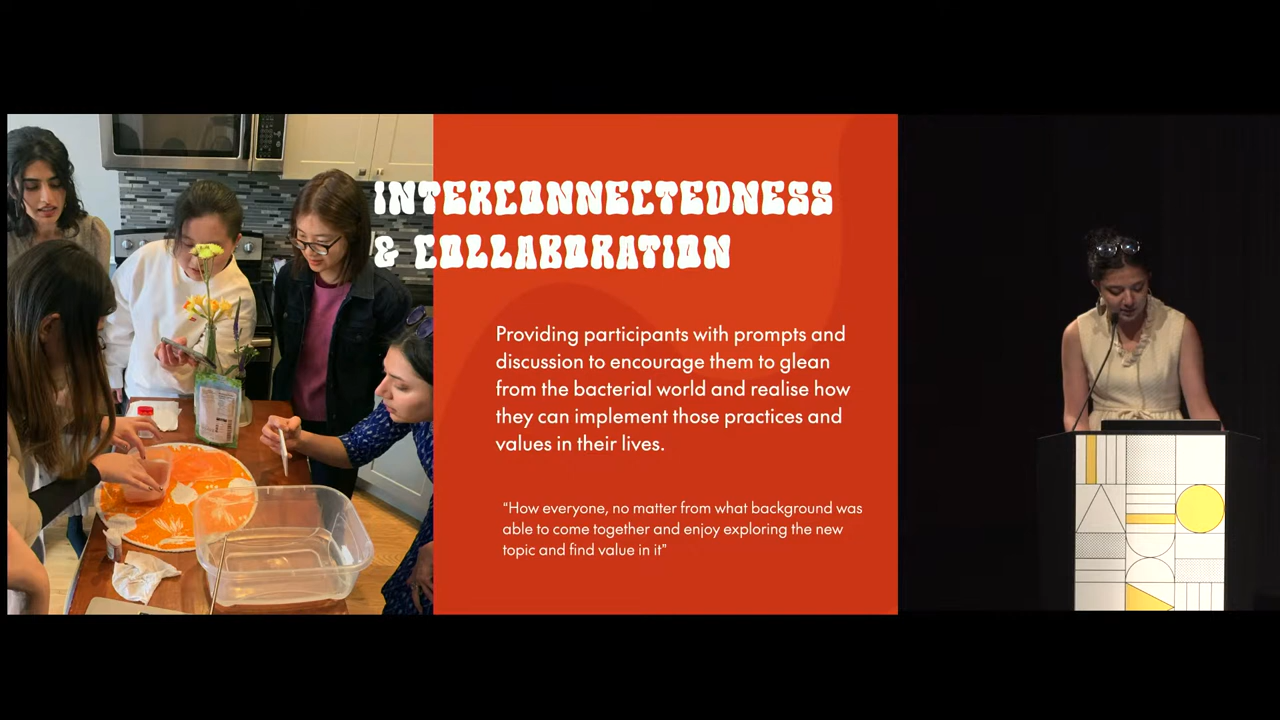 INTERCONNECTEDNESS
& COLLABORATION
Providing participants with prompts and
discussion to encourage them to glean
from the bacterial world and realise how
they can implement those practices and
values in their lives.
“How everyone, no matter from what background was
able to come together and enjoy exploring the new
topic and find value in it"